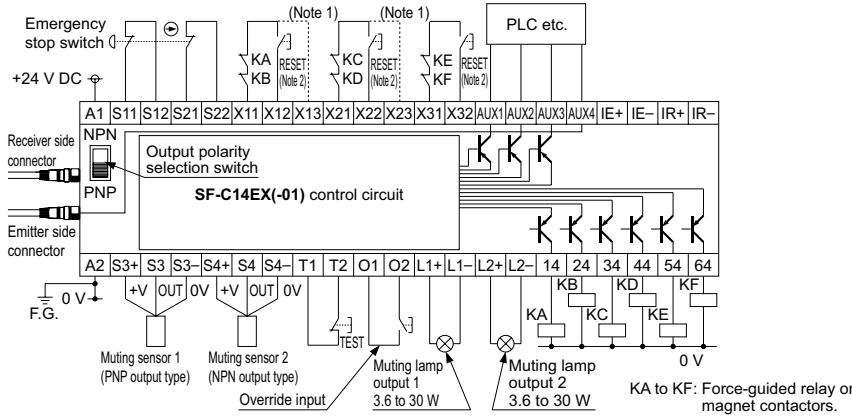 (Note 1)
(Note 1)
PLC etc.
Emergency
stop switch
+24 V DC
KA
KB
RESET
(Note 2)
KC
KD
RESET
(Note 2)
KE
KF
RESET
(Note 2)
A1 S11 S12 S21 S22 X11 X12 X13 X21 X22 X23 X31 X32 AUX1 AUX2 AUX3 AUX4 IE+ IE– IR+ IR–
Receiver side
connector
NPN
PNP
Output polarity
selection switch
SF-C14EX(-01) control circuit
Emitter side
connector
A2 S3+ S3 S3– S4+ S4 S4– T1 T2 O1 O2 L1+ L1– L2+ L2– 14 24 34 44 54 64
0 V
F.G.
+V OUT 0V
+V OUT 0V
TEST
KA
KB
KC
KD
KE
KF
0 V
Muting sensor 1
(PNP output type)
Muting sensor 2
(NPN output type)
Override input
Muting lamp
output 1
3.6 to 30 W
Muting lamp
output 2
3.6 to 30 W
KA to KF: Force-guided relay or
magnet contactors.